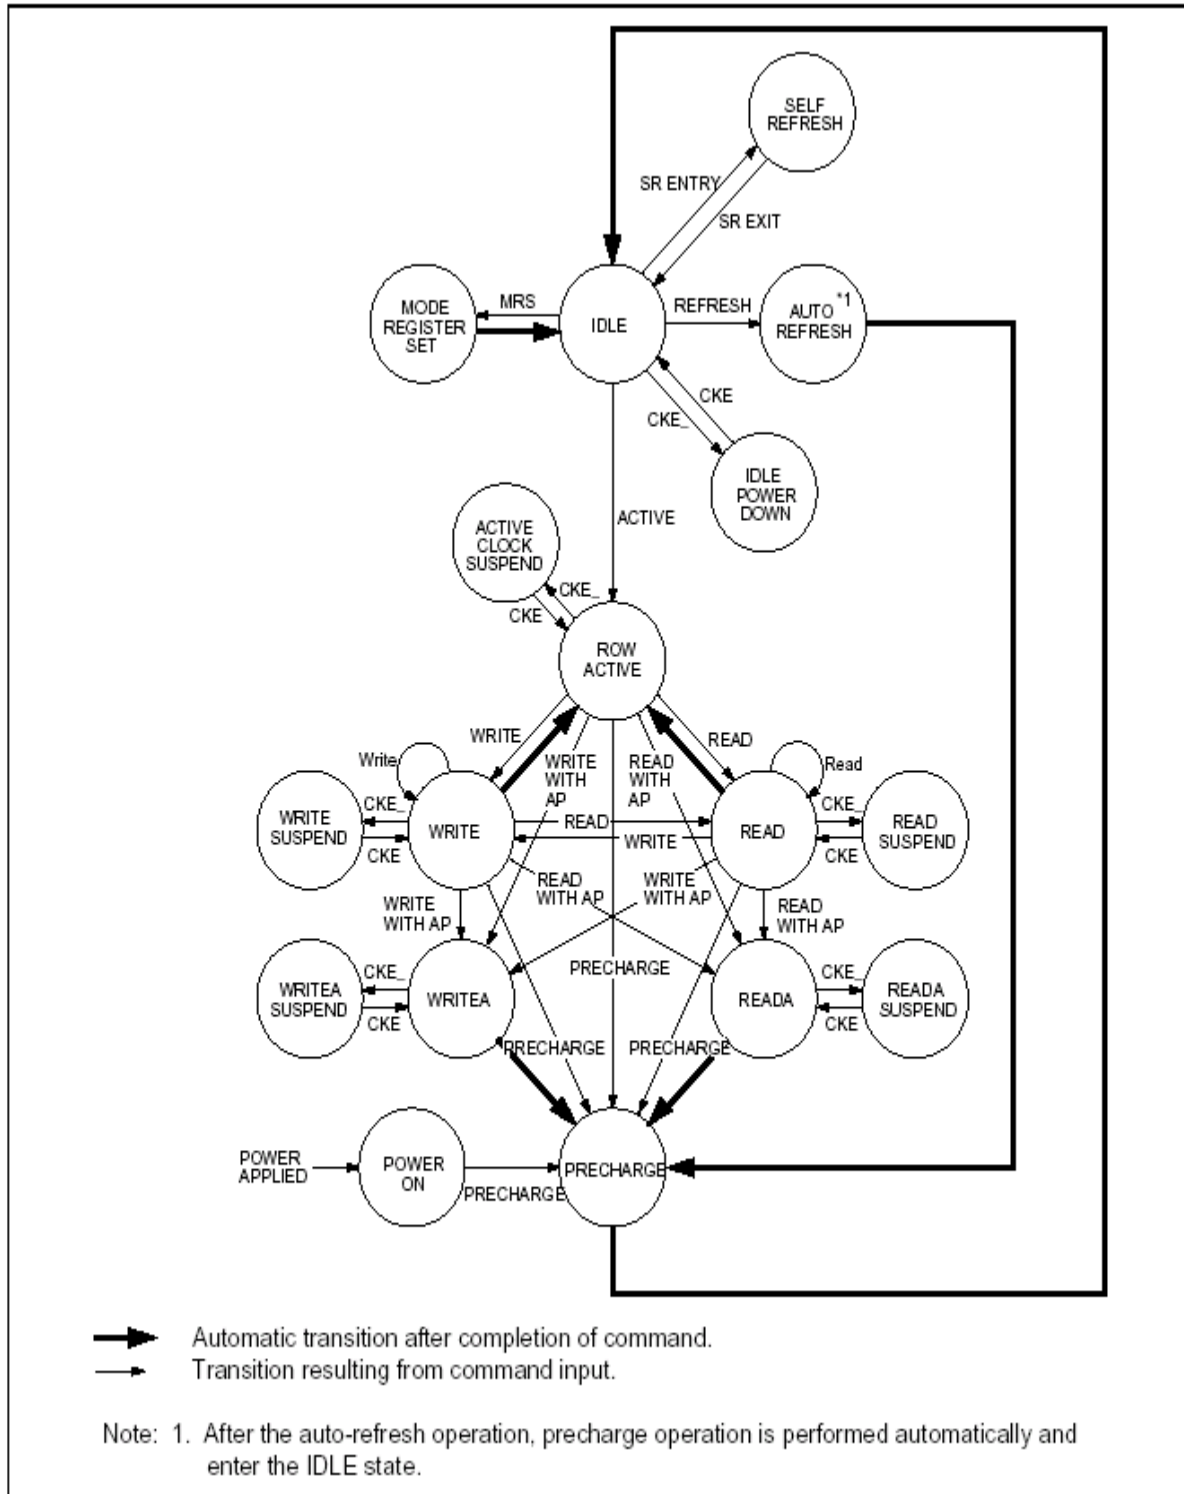 SELF
REFRESH
SR ENTRY
SR EXIT
MODE
REGISTER
SET
MRS
IDLE
REFRESH
AUTO *1
REFRESH
CKE
CKE_
IDLE
POWER
DOWN
ACTIVE
ACTIVE
CLOCK
SUSPEND
CKE_
CKE
ROW
ACTIVE
WRITE
WRITE
WITH
AP
READ
WITH
AP
READ
Write
Read
WRITE
SUSPEND
CKE_
CKE
WRITE
READ
WRITE
READ
CKE_
CKE
READ
SUSPEND
WRITE
WITH AP
READ
WITH AP
WRITE
WITH AP
READ
WITH AP
WRITEA
SUSPEND
CKE_
CKE
WRITEA
PRECHARGE
READA
CKE_
CKE
READA
SUSPEND
PRECHARGE
PRECHARGE
POWER
APPLIED
POWER
ON
PRECHARGE
PRECHARGE
Automatic transition after completion of command.
Transition resulting from command input.
Note: 1. After the auto-refresh operation, precharge operation is performed automatically and
enter the IDLE state.